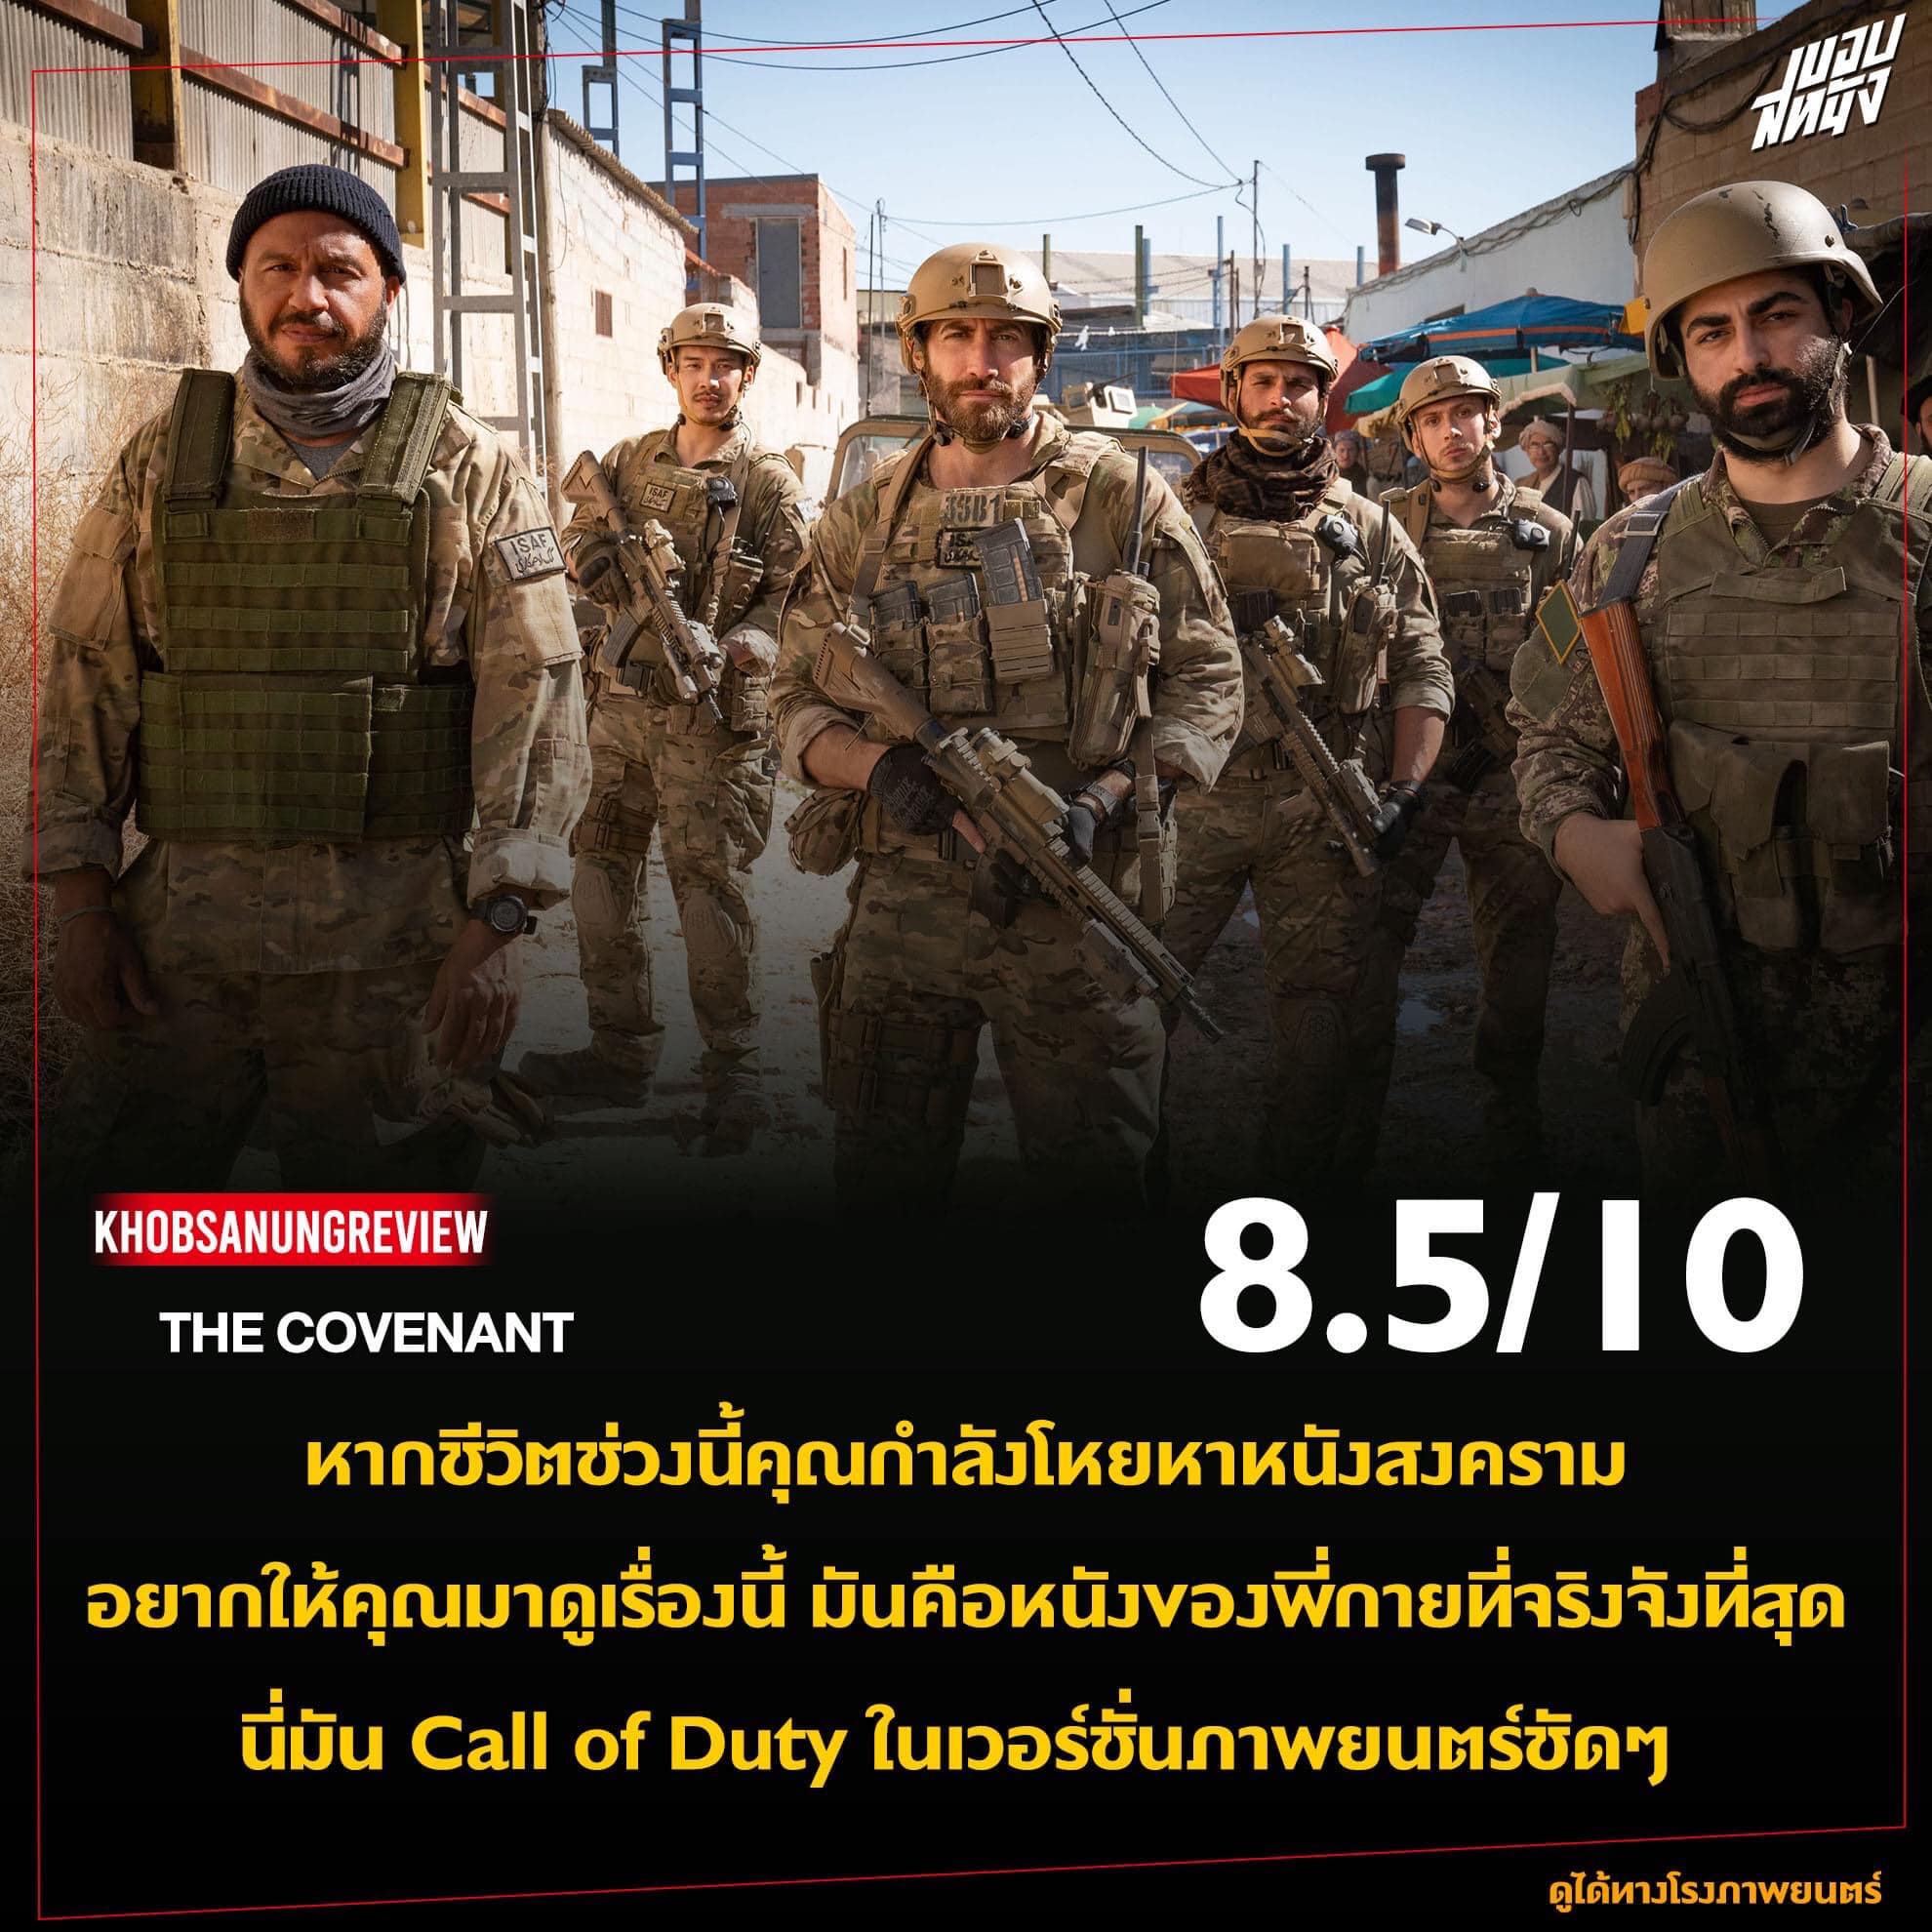 ขอบสหนัง
ISAF
ISAF
33B1
KHOBSANUNGREVIEW
8.5/10
THE COVENANT
หากชีวิตช่วงนี้คุณกำลังโหยหาหนังสงคราม
อยากให้คุณมาดูเรื่องนี้ มันคือหนังของพี่กายที่จริงจังที่สุด
นี่มัน Call of Duty ในเวอร์ชั่นภาพยนตร์ชัดๆ
ดูได้ทางโรงภาพยนตร์